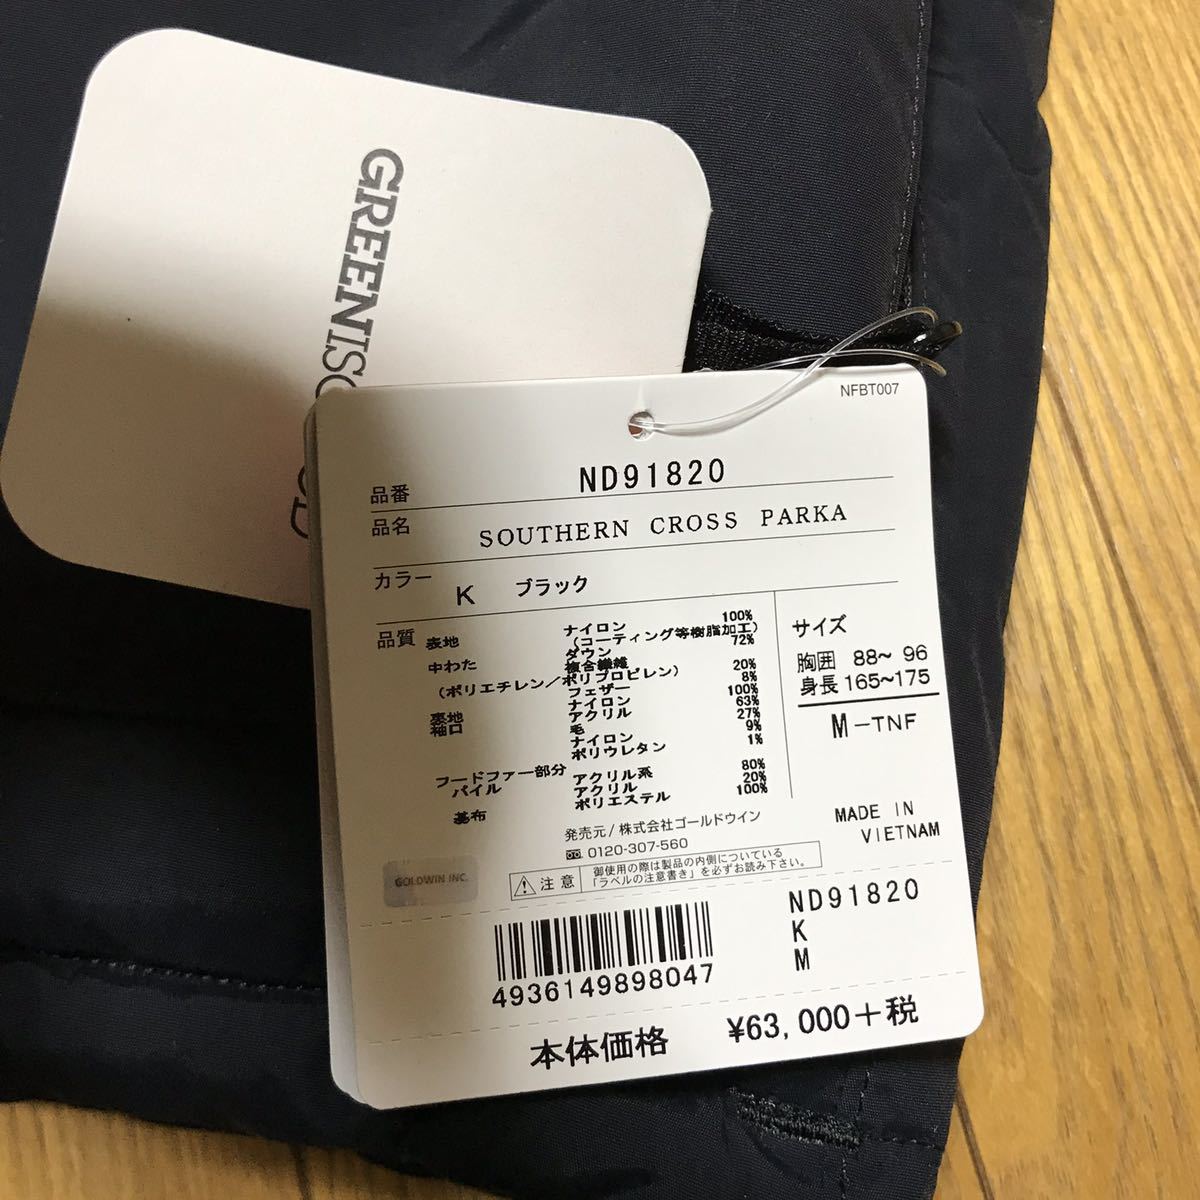 GREENISC
NFBT007
品番 ND91820
品名 SOUTHERN CROSS PARKA
カラー K ブラック
品質 表地 ナイロン 100%
(コーティング等樹脂加工)
中わた ダウン 72%
複合繊維 20%
(ポリエチレン/ポリプロピレン)
フェザー 8%
裏地 ナイロン 100%
袖口 アクリル 63%
毛 27%
ナイロン 9%
ポリウレタン 1%
フードファー部分
パイル アクリル系 80%
アクリル 20%
基布 ポリエステル 100%
サイズ
胸囲 88~ 96
身長 165~175
M-TNF
MADE IN
VIETNAM
発売元/株式会社ゴールドウイン
0120-307-560
GOLDWIN INC.
注意 御使用の際は製品の内側についている
「ラベルの注意書き」を必ずお読み下さい。
4936149898047
ND91820
K
M
本体価格 ¥63,000+税